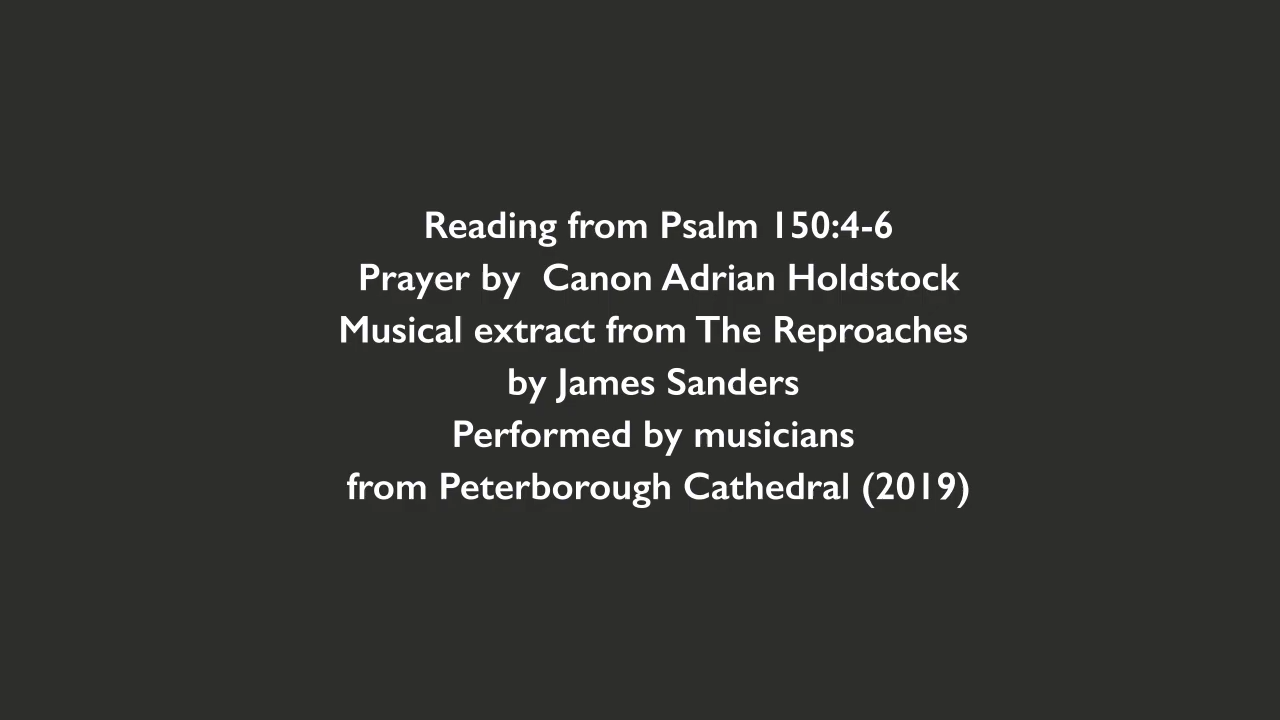 Reading from Psalm 150:4-6
Prayer by  Canon Adrian Holdstock
Musical extract from The Reproaches
by James Sanders
Performed by musicians
from Peterborough Cathedral (2019)